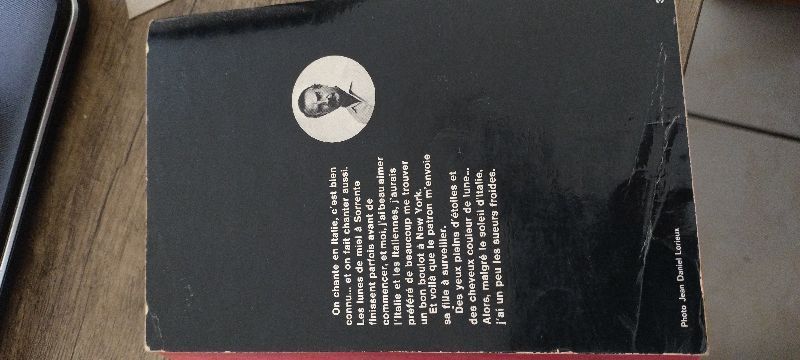 On chante en Italie, c'est bien
connu... et on fait chanter aussi.
Les lunes de miel à Sorrente
finissent parfois avant de
commencer, et moi, j'ai beau aimer
l'Italie et les Italiennes, j'aurais
préféré de beaucoup me trouver
un bon boulot à New York.
Et voilà que le patron m'envoie
sa fille à surveiller.
Des yeux pleins d'étoiles et
des cheveux couleur de lune...
Alors, malgré le soleil d'Italie,
j'ai un peu les sueurs froides.
Photo Jean Daniel Lorieux